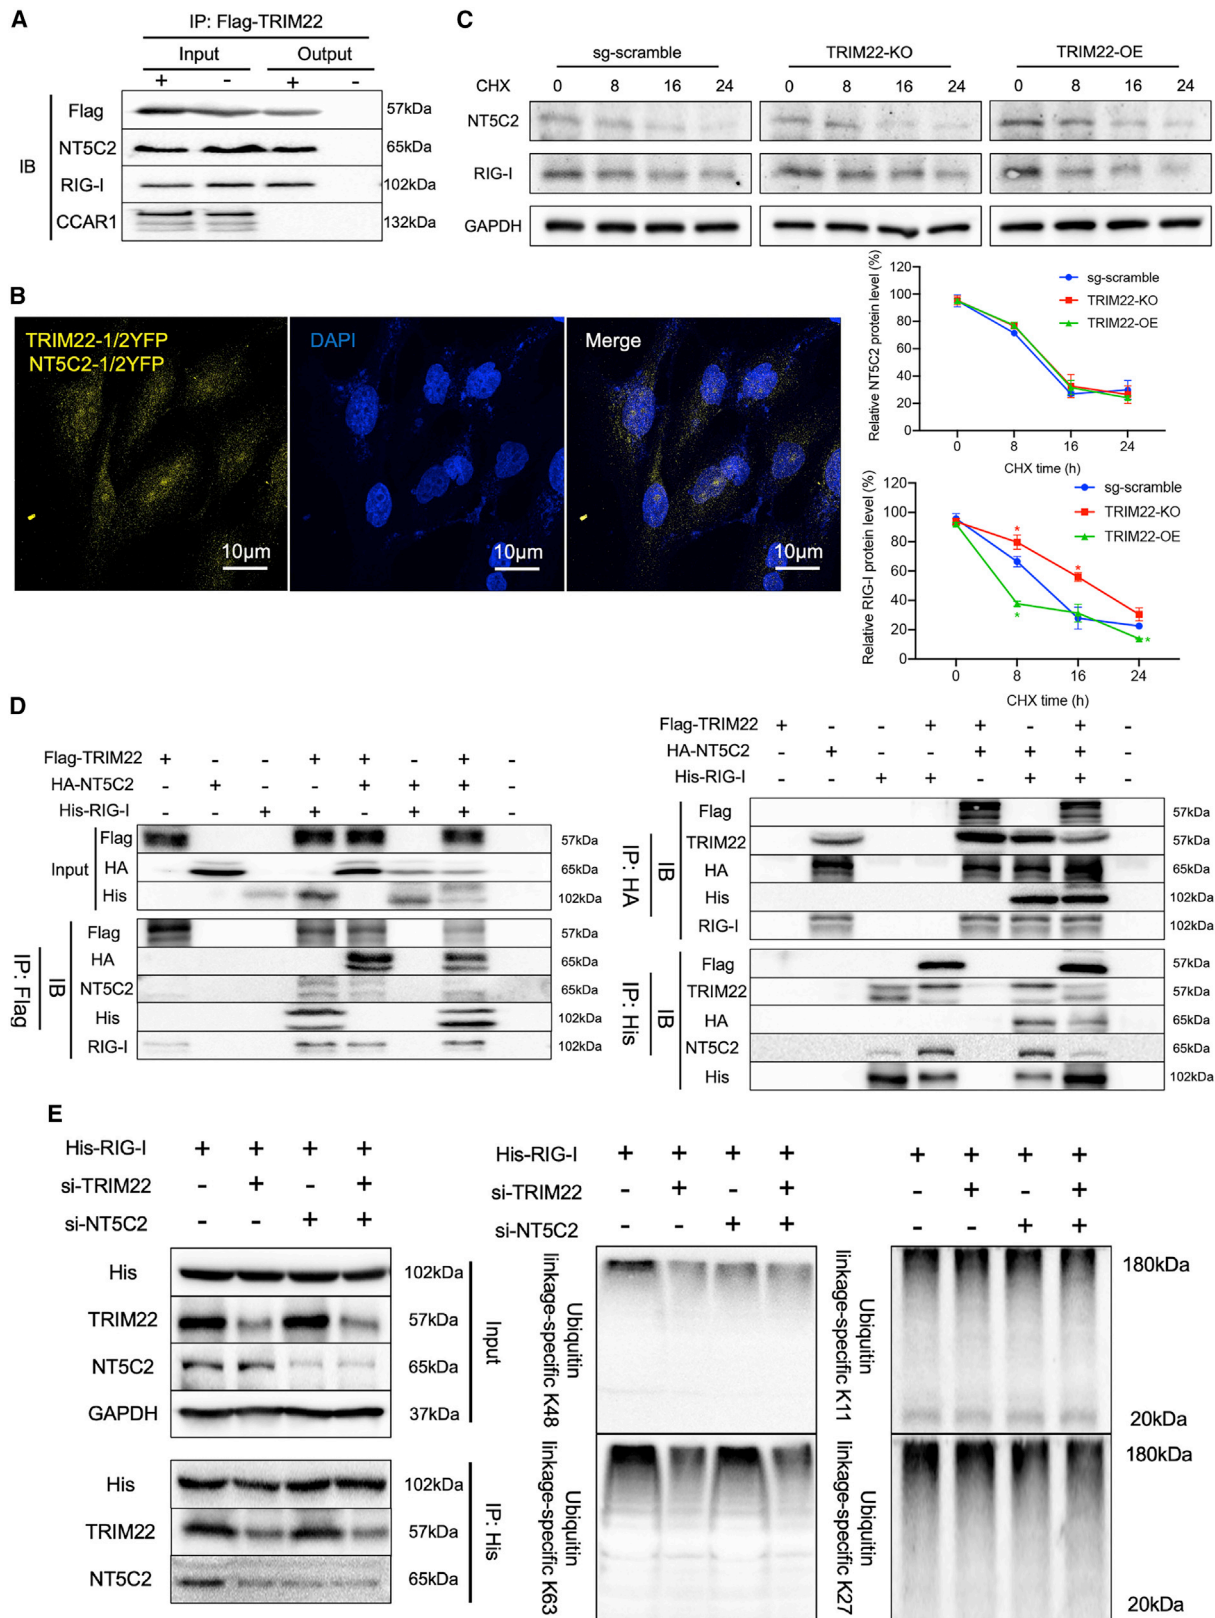 A
IP: Flag-TRIM22
Input Output
+ - + -
IB
Flag 57kDa
NT5C2 65kDa
RIG-I 102kDa
CCAR1 132kDa
C
sg-scramble TRIM22-KO TRIM22-OE
CHX 0 8 16 24 0 8 16 24 0 8 16 24
NT5C2
RIG-I
GAPDH
B
TRIM22-1/2YFP
NT5C2-1/2YFP
10μm
DAPI
10μm
Merge
10μm
Relative NT5C2 protein level (%)
120
100
80
60
40
20
0
0 8 16 24
CHX time (h)
sg-scramble
TRIM22-KO
TRIM22-OE
Relative RIG-I protein level (%)
120
100
80
60
40
20
0
0 8 16 24
CHX time (h)
sg-scramble
TRIM22-KO
TRIM22-OE
* * * *
D
Flag-TRIM22 + - - + + - + -
HA-NT5C2 - + - - + + + -
His-RIG-I - - + + - + + -
Input
Flag 57kDa
HA 65kDa
His 102kDa
IP: Flag
IB
Flag 57kDa
HA 65kDa
NT5C2 65kDa
His 102kDa
RIG-I 102kDa
Flag-TRIM22 + - - + + - + -
HA-NT5C2 - + - - + + + -
His-RIG-I - - + + - + + -
IP: HA
IB
Flag 57kDa
TRIM22 57kDa
HA 65kDa
His 102kDa
RIG-I 102kDa
IP: His
IB
Flag 57kDa
TRIM22 57kDa
HA 65kDa
NT5C2 65kDa
His 102kDa
E
His-RIG-I + + + +
si-TRIM22 - + - +
si-NT5C2 - - + +
Input
His 102kDa
TRIM22 57kDa
NT5C2 65kDa
GAPDH 37kDa
IP: His
His 102kDa
TRIM22 57kDa
NT5C2 65kDa
His-RIG-I + + + +
si-TRIM22 - + - +
si-NT5C2 - - + +
Ubiquitin
linkage-specific K48
Ubiquitin
linkage-specific K63
+ + + +
- + - +
- - + +
Ubiquitin
linkage-specific K11
180kDa
20kDa
Ubiquitin
linkage-specific K27
180kDa
20kDa